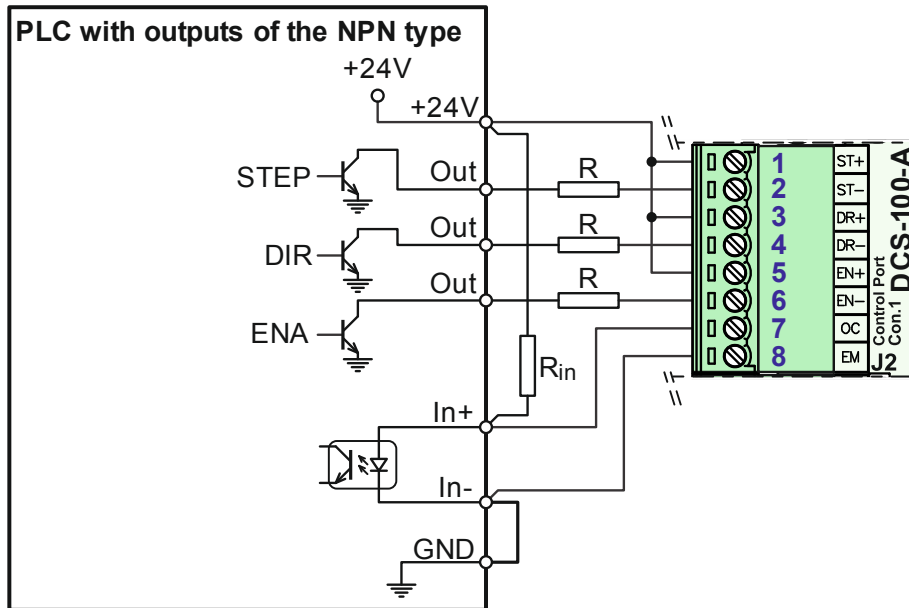 PLC with outputs of the NPN type
+24V
+24V
STEP
Out
R
DIR
Out
R
ENA
Out
R
Rin
In+
In-
GND
1 ST+
2 ST–
3 DR+
4 DR–
5 EN+
6 EN–
7 OC
8 EM
Control Port
Con.1
DCS-100-A
J2